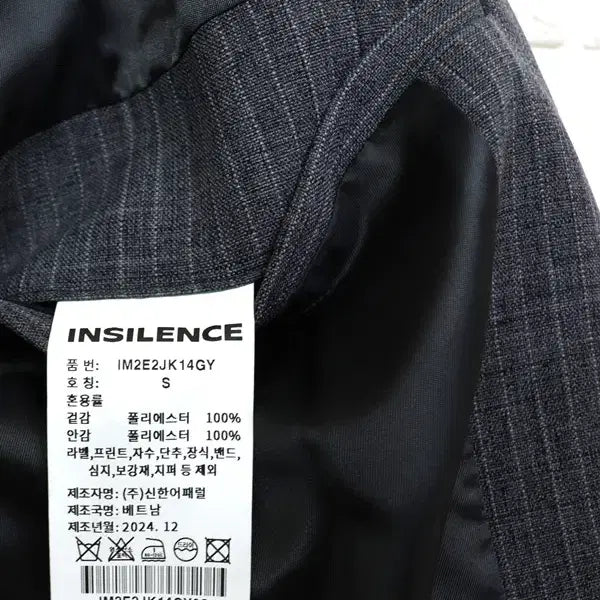 INSILENCE
품 번: IM2E2JK14GY
호 칭: S
혼용률
겉감 폴리에스터 100%
안감 폴리에스터 100%
라벨,프린트,자수,단추,장식,밴드,
심지,보강재,지퍼 등 제외
제조자명: (주)신한어패럴
제조국명: 베트남
제조년월: 2024. 12